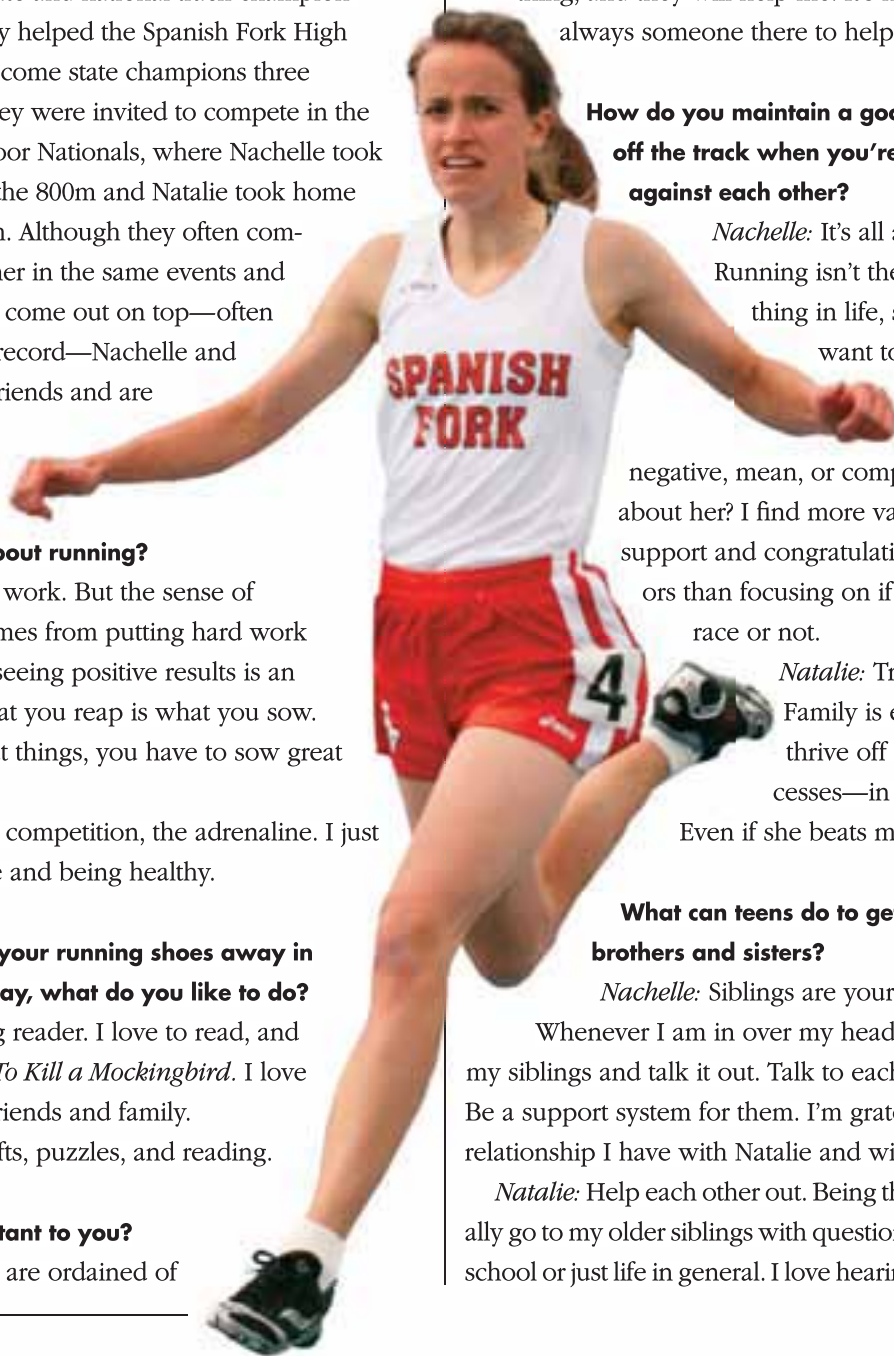 y helped the Spanish Fork High
come state champions three
ey were invited to compete in the
oor Nationals, where Nachelle took
the 800m and Natalie took home
n. Although they often com-
her in the same events and
come out on top—often
record—Nachelle and
riends and are
bout running?
work. But the sense of
mes from putting hard work
seeing positive results is an
at you reap is what you sow.
t things, you have to sow great
competition, the adrenaline. I just
e and being healthy.
your running shoes away in
ay, what do you like to do?
g reader. I love to read, and
To Kill a Mockingbird. I love
riends and family.
fts, puzzles, and reading.
tant to you?
are ordained of
SPANISH
FORK
4
always someone there to help
How do you maintain a goo
off the track when you're
against each other?
Nachelle: It's all a
Running isn't the
thing in life, s
want to
negative, mean, or comp
about her? I find more va
support and congratulati
ors than focusing on if
race or not.
Natalie: Tr
Family is e
thrive off
cesses—in
Even if she beats m
What can teens do to ge
brothers and sisters?
Nachelle: Siblings are your
Whenever I am in over my head
my siblings and talk it out. Talk to each
Be a support system for them. I'm grate
relationship I have with Natalie and wi
Natalie: Help each other out. Being th
ally go to my older siblings with question
school or just life in general. I love hearin